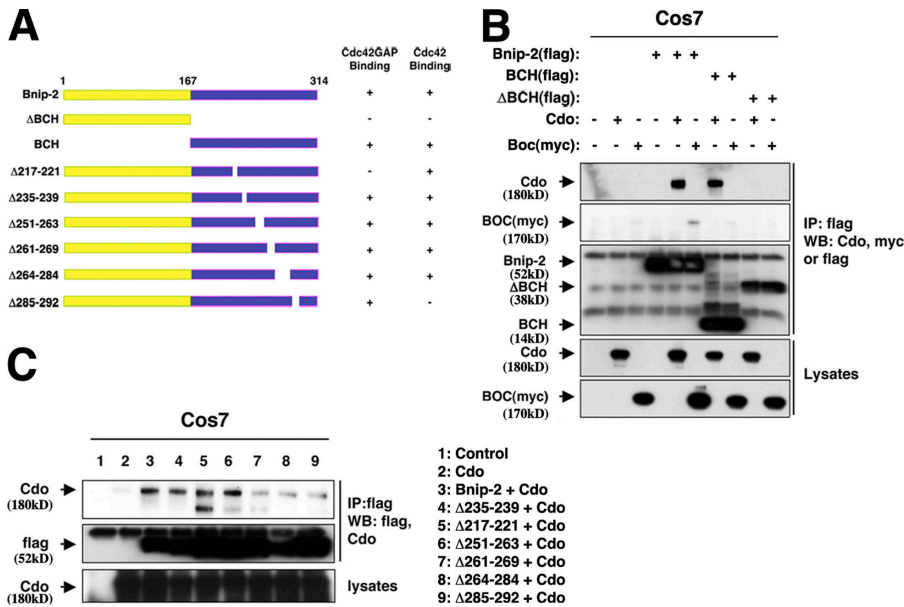 A
Cdc42GAP Binding
Cdc42 Binding
1 167 314
Bnip-2 + +
ΔBCH - -
BCH + +
Δ217-221 - +
Δ235-239 + +
Δ251-263 + +
Δ261-269 + +
Δ264-284 + +
Δ285-292 + -
B
Cos7
Bnip-2(flag): + + +
BCH(flag): + +
ΔBCH(flag): + +
Cdo: - + - - + - + - + -
Boc(myc): - - + - - + - + - +
Cdo
(180kD)
BOC(myc)
(170kD)
Bnip-2
(52kD)
ΔBCH
(38kD)
BCH
(14kD)
IP: flag
WB: Cdo, myc
or flag
Cdo
(180kD)
BOC(myc)
(170kD)
Lysates
C
Cos7
1 2 3 4 5 6 7 8 9
Cdo
(180kD)
flag
(52kD)
IP:flag
WB: flag,
Cdo
Cdo
(180kD)
lysates
1: Control
2: Cdo
3: Bnip-2 + Cdo
4: Δ235-239 + Cdo
5: Δ217-221 + Cdo
6: Δ251-263 + Cdo
7: Δ261-269 + Cdo
8: Δ264-284 + Cdo
9: Δ285-292 + Cdo